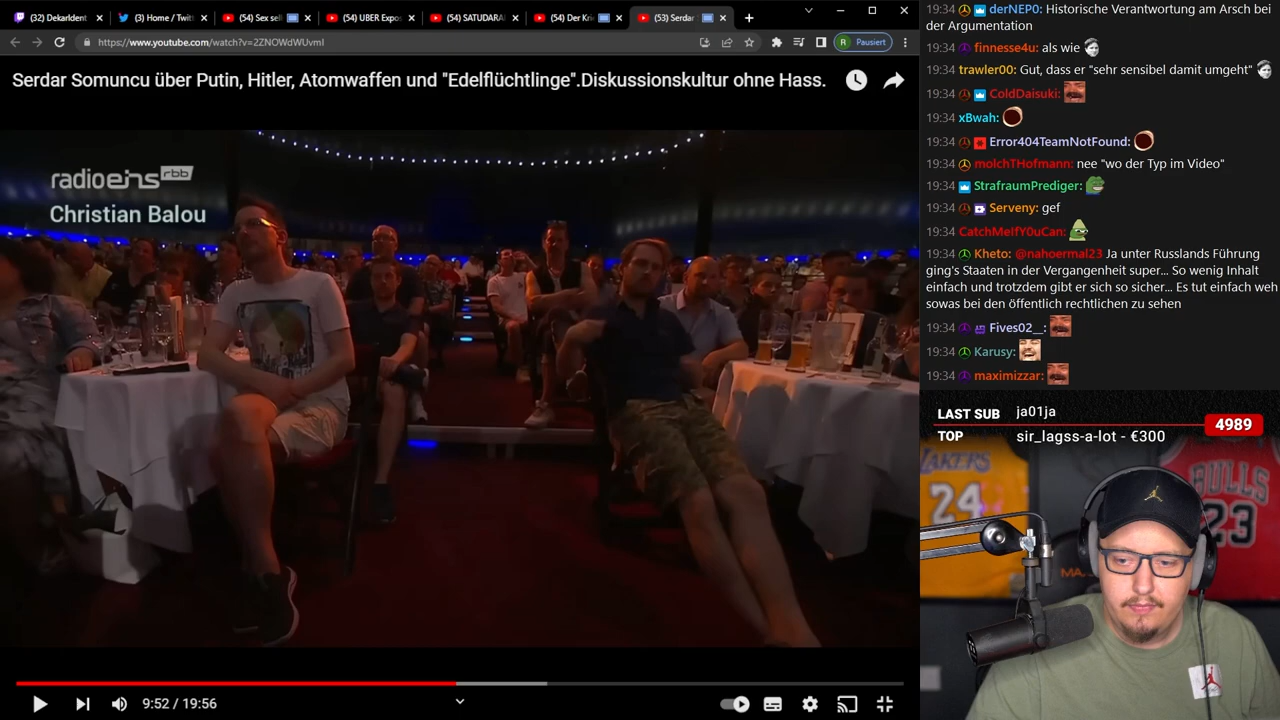 (32) Dekarldent
(3) Home / Twitt
(54) Sex sel
(54) UBER Expos
(54) SATUDARA
(54) Der Kri
(53) Serdar
https://www.youtube.com/watch?v=2ZNOWdWUvmI
R Pausiert
Serdar Somuncu über Putin, Hitler, Atomwaffen und "Edelflüchtlinge".Diskussionskultur ohne Hass.
radioeins rbb
Christian Balou
9:52 / 19:56
19:34 derNEP0: Historische Verantwortung am Arsch bei
der Argumentation
19:34 finnesse4u: als wie
19:34 trawler00: Gut, dass er "sehr sensibel damit umgeht"
19:34 ColdDaisuki:
19:34 xBwah:
19:34 Error404TeamNotFound:
19:34 molchTHofmann: nee "wo der Typ im Video"
19:34 StrafraumPrediger:
19:34 Serveny: gef
19:34 CatchMeIfY0uCan:
19:34 Kheto: @nahoermal23 Ja unter Russlands Führung
ging's Staaten in der Vergangenheit super... So wenig Inhalt
einfach und trotzdem gibt er sich so sicher... Es tut einfach weh
sowas bei den öffentlich rechtlichen zu sehen
19:34 Fives02__:
19:34 Karusy:
19:34 maximizzar:
LAST SUB ja01ja
4989
TOP sir_lagss-a-lot - €300
LAKERS
24
BULLS
23